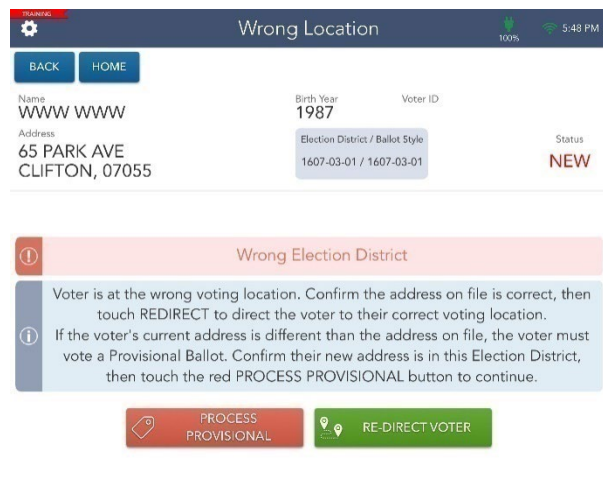 TRAINING
Wrong Location
100%
5:48 PM
BACK
HOME
Name
WWW WWW
Birth Year
1987
Voter ID
Address
65 PARK AVE
CLIFTON, 07055
Election District / Ballot Style
1607-03-01 / 1607-03-01
Status
NEW
Wrong Election District
Voter is at the wrong voting location. Confirm the address on file is correct, then
touch REDIRECT to direct the voter to their correct voting location.
If the voter's current address is different than the address on file, the voter must
vote a Provisional Ballot. Confirm their new address is in this Election District,
then touch the red PROCESS PROVISIONAL button to continue.
PROCESS
PROVISIONAL
RE-DIRECT VOTER